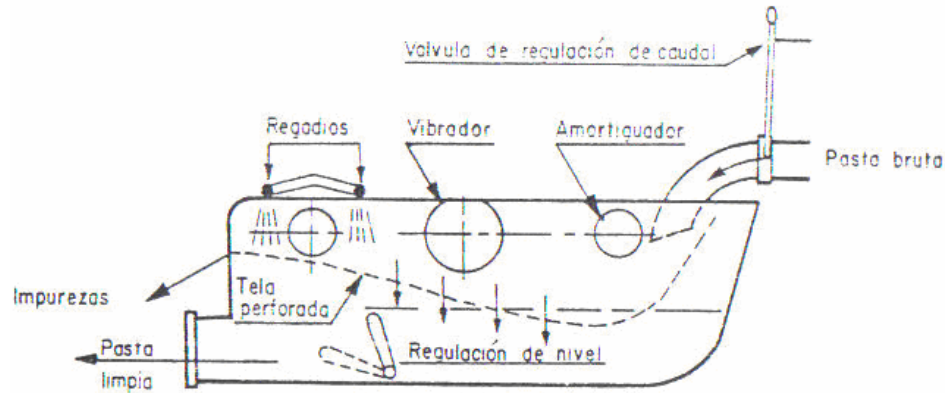 Valvula de regulación de caudal
Regadios
Vibrador
Amortiguador
Pasta bruta
Impurezas
Tela
perforada
Pasta
limpia
Regulación de nivel